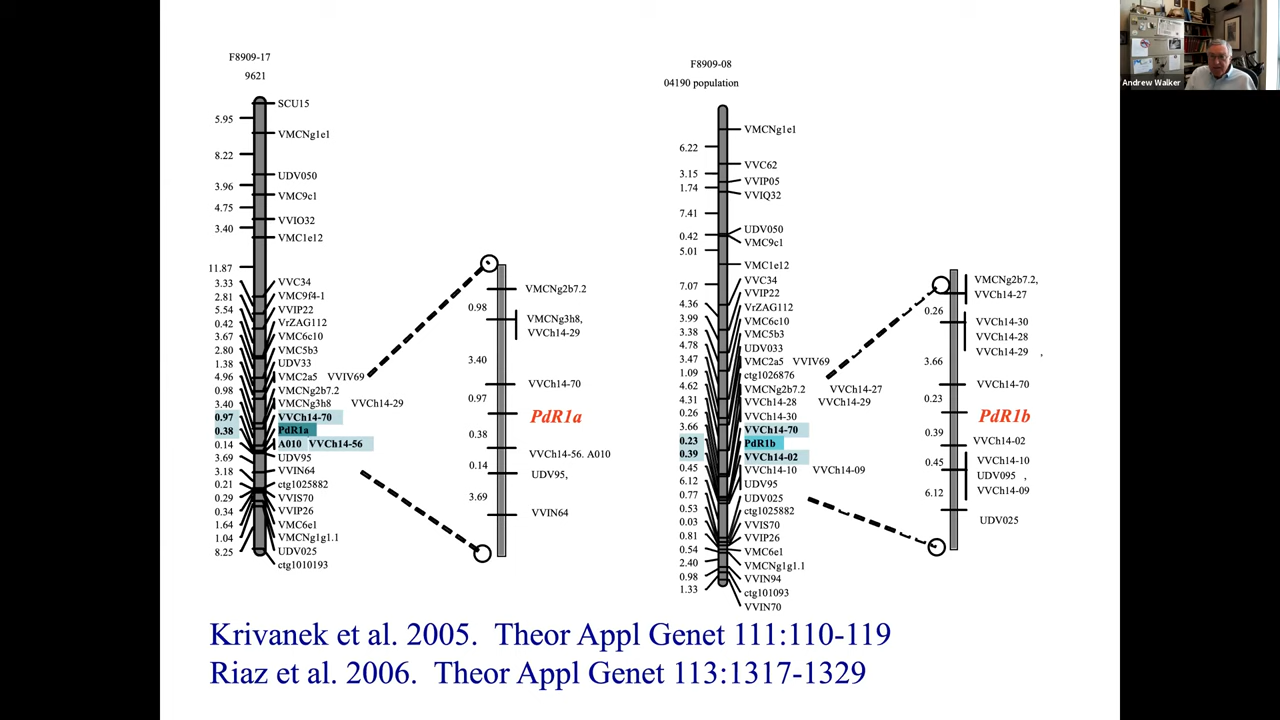 F8909-17
9621
SCU15
5.95
VMCNg1e1
8.22
UDV050
3.96
VMC9c1
4.75
VVIO32
3.40
VMC1e12
11.87
3.33 VVC34
2.81 VMC9f4-1
5.54 VVIP22
0.42 VrZAG112
3.67 VMC6c10
2.80 VMC5b3
1.38 UDV33
4.96 VMC2a5 VVIV69
0.98 VMCNg2b7.2
3.40 VMCNg3h8 VVCh14-29
0.97 VVCh14-70
0.38 PdR1a
0.14 A010 VVCh14-56
3.69 UDV95
3.18 VVIN64
0.21 ctg1025882
0.29 VVIS70
0.34 VVIP26
1.64 VMC6e1
1.04 VMCNg1g1.1
8.25 UDV025
ctg1010193
VMCNg2b7.2
0.98
VMCNg3h8,
VVCh14-29
3.40
VVCh14-70
0.97
PdR1a
0.38
VVCh14-56. A010
0.14
UDV95,
3.69
VVIN64
F8909-08
04190 population
VMCNg1e1
6.22
VVC62
3.15
VVIP05
1.74
VVIQ32
7.41
UDV050
0.42
VMC9c1
5.01
VMC1e12
VVC34
7.07
VVIP22
4.36 VrZAG112
3.99 VMC6c10
3.38 VMC5b3
4.78 UDV033
3.47 VMC2a5 VVIV69
1.09 ctg1026876
4.62 VMCNg2b7.2 VVCh14-27
4.31 VVCh14-28 VVCh14-29
0.26 VVCh14-30
3.66 VVCh14-70
0.23 PdR1b
0.39 VVCh14-02
0.45 VVCh14-10 VVCh14-09
6.12 UDV95
0.77 UDV025
0.53 ctg1025882
0.03 VVIS70
0.81 VVIP26
0.54 VMC6e1
2.40 VMCNg1g1.1
0.98 VVIN94
1.33 ctg101093
VVIN70
VMCNg2b7.2,
VVCh14-27
0.26
VVCh14-30
VVCh14-28
VVCh14-29 ,
3.66
VVCh14-70
0.23
PdR1b
0.39
VVCh14-02
0.45
VVCh14-10
UDV095 ,
VVCh14-09
6.12
UDV025
Krivanek et al. 2005. Theor Appl Genet 111:110-119
Riaz et al. 2006. Theor Appl Genet 113:1317-1329
Andrew Walker